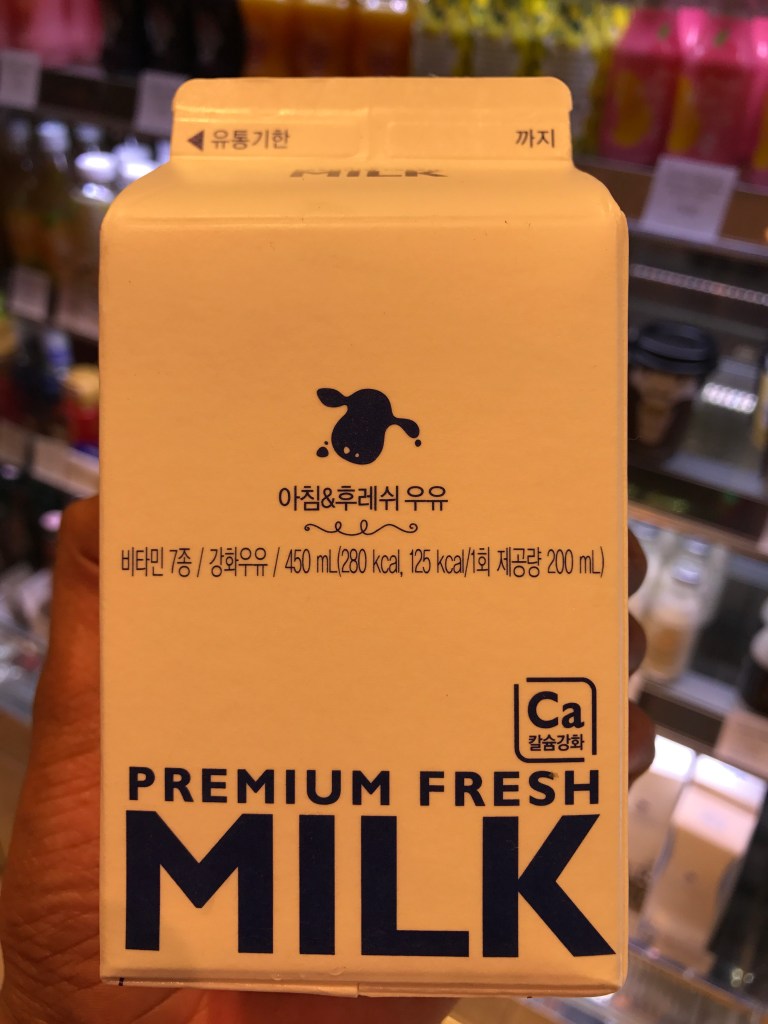 ◀ 유통기한 까지
MILK
아침&후레쉬 우유
비타민 7종 / 강화우유 / 450 mL(280 kcal, 125 kcal/1회 제공량 200 mL)
Ca
칼슘강화
PREMIUM FRESH
MILK